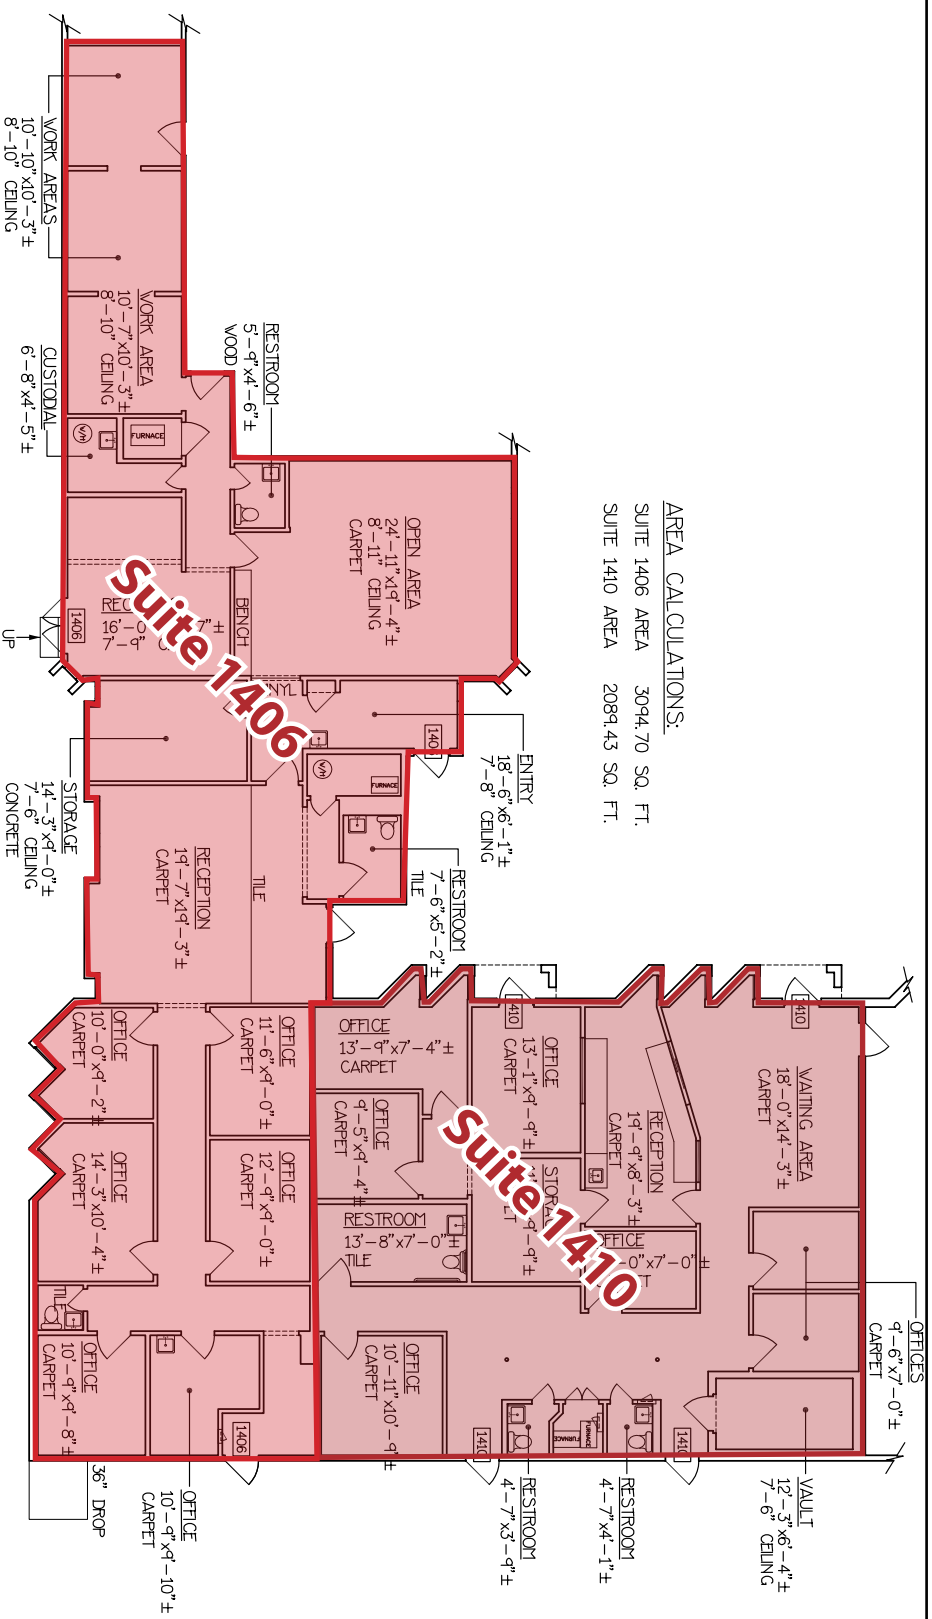 AREA CALCULATIONS:
SUITE 1406 AREA 3094.70 SQ. FT.
SUITE 1410 AREA 2089.43 SQ. FT.
WORK AREAS
10'-10"x10'-3"±
8'-10" CEILING
WORK AREA
10'-7"x10'-3"±
8'-10" CEILING
CUSTODIAL
6'-8"x4'-5"±
W/H
FURNACE
RESTROOM
5'-9"x4'-6"±
WOOD
OPEN AREA
24'-11"x19'-4"±
8'-11" CEILING
CARPET
BENCH
1406
UP
Suite 1406
ENTRY
18'-6"x6'-1"±
7'-8" CEILING
1406
STORAGE
14'-3"x9'-0"±
7'-6" CEILING
CONCRETE
W/H
FURNACE
RESTROOM
7'-6"x5'-2"±
TILE
TILE
RECEPTION
19'-7"x19'-3"±
CARPET
OFFICE
11'-6"x9'-0"±
CARPET
OFFICE
10'-0"x9'-2"±
CARPET
OFFICE
12'-9"x9'-0"±
CARPET
OFFICE
14'-3"x10'-4"±
CARPET
TILE
OFFICE
10'-9"x9'-8"±
CARPET
1406
OFFICE
10'-9"x9'-10"±
CARPET
36" DROP
OFFICE
13'-9"x7'-4"±
CARPET
OFFICE
9'-5"x9'-4"±
CARPET
RESTROOM
13'-8"x7'-0"±
TILE
OFFICE
10'-11"x10'-9"±
CARPET
1410
OFFICE
13'-1"x9'-9"±
CARPET
Suite 1410
RECEPTION
19'-9"x8'-3"±
CARPET
OFFICE
1410
WAITING AREA
18'-0"x14'-3"±
CARPET
OFFICES
9'-6"x7'-0"±
CARPET
VAULT
12'-3"x6'-4"±
7'-6" CEILING
RESTROOM
4'-7"x4'-1"±
RESTROOM
4'-7"x3'-9"±
FURNACE
FURNACE
1410
1410